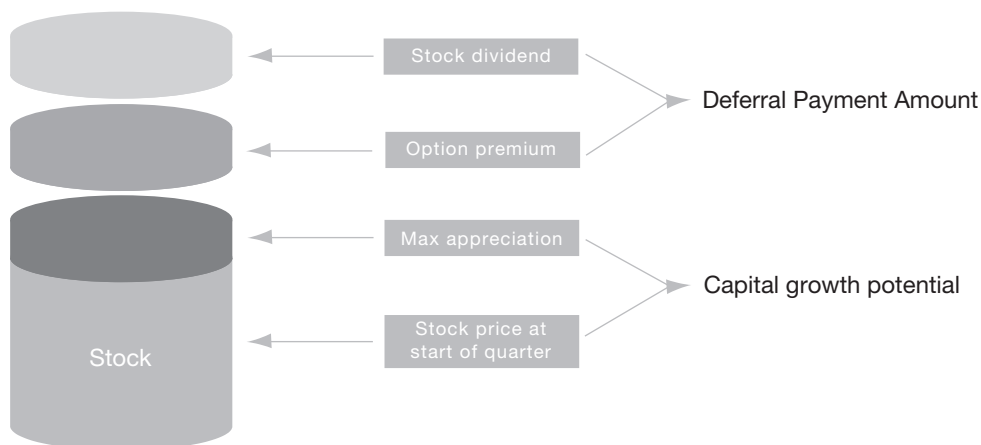 Stock dividend
Deferral Payment Amount
Option premium
Max appreciation
Capital growth potential
Stock price at
start of quarter
Stock